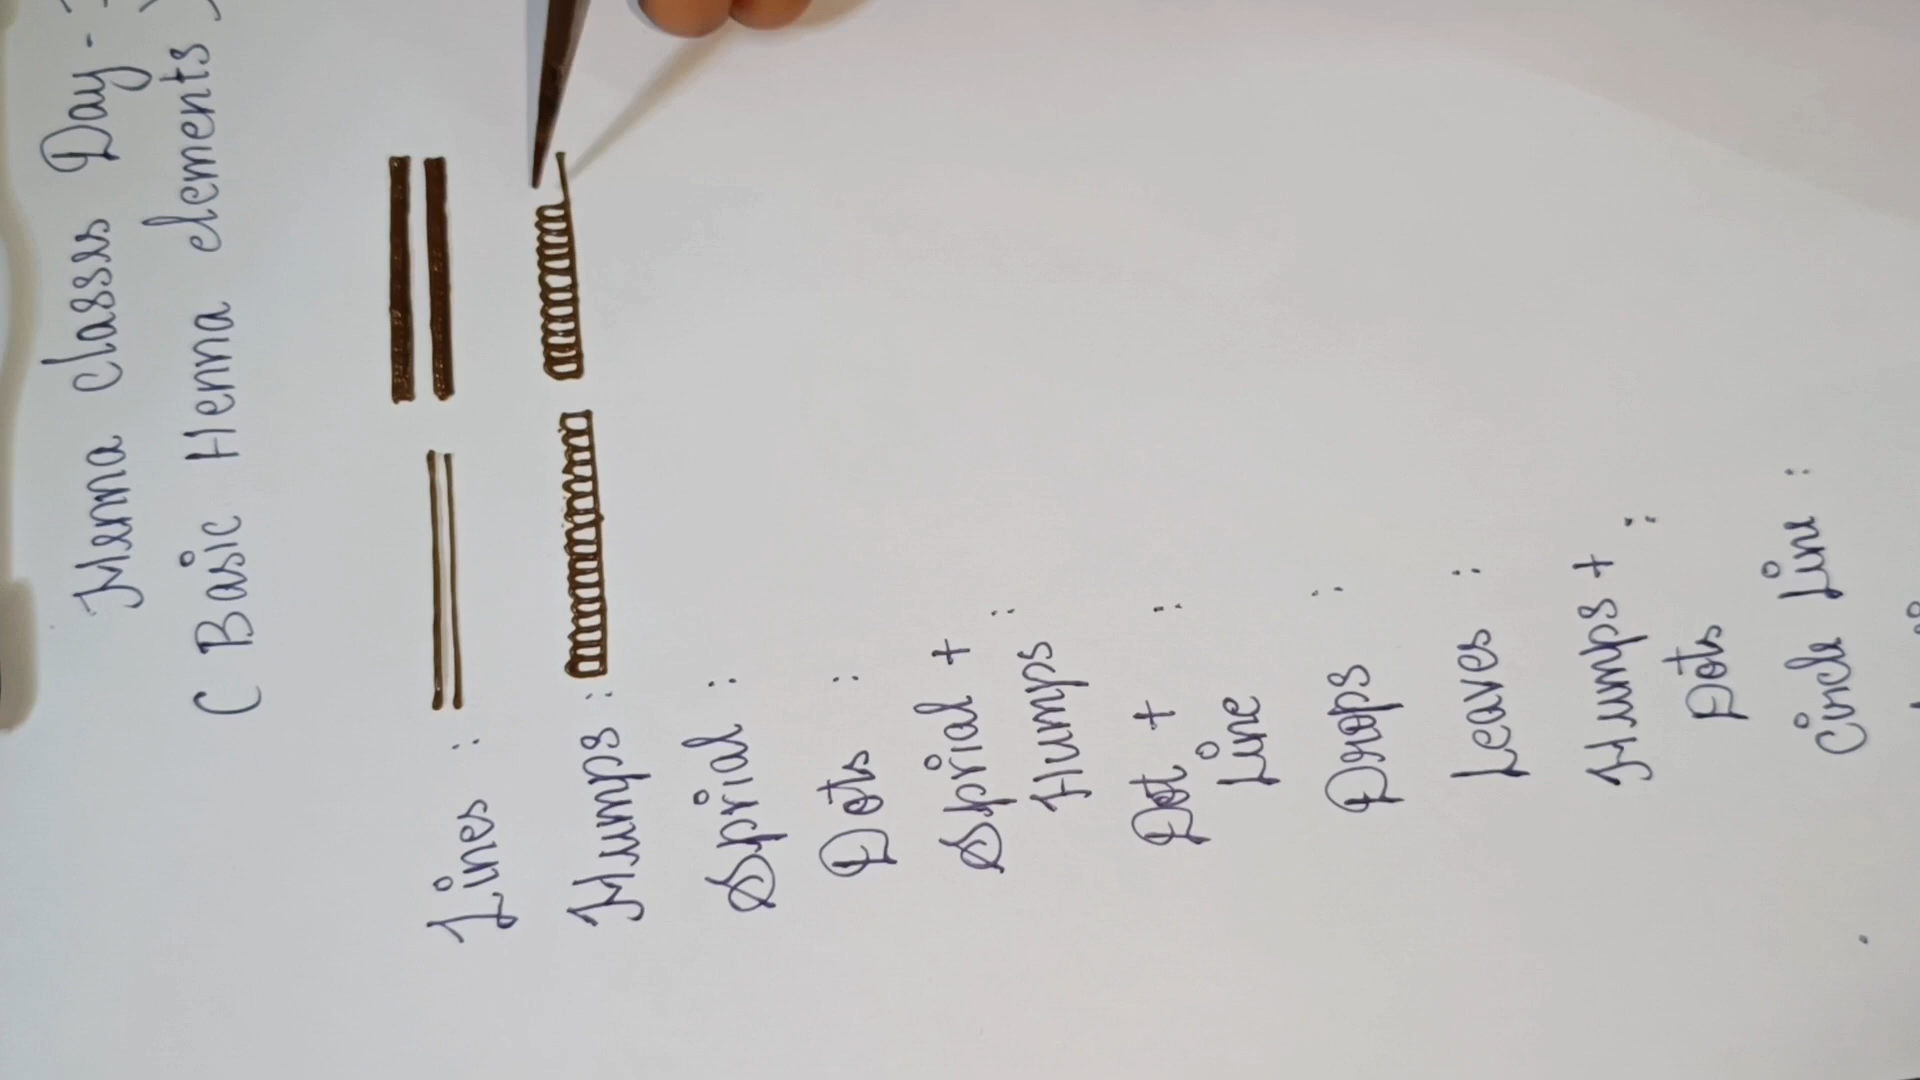 Henna classes Day -
( Basic Henna elements )
Lines :
Humps :
Sprial :
Dots :
Sprial +
Humps :
Dot +
Line :
Drops :
Leaves :
Humps +
Dots :
Circle Line :